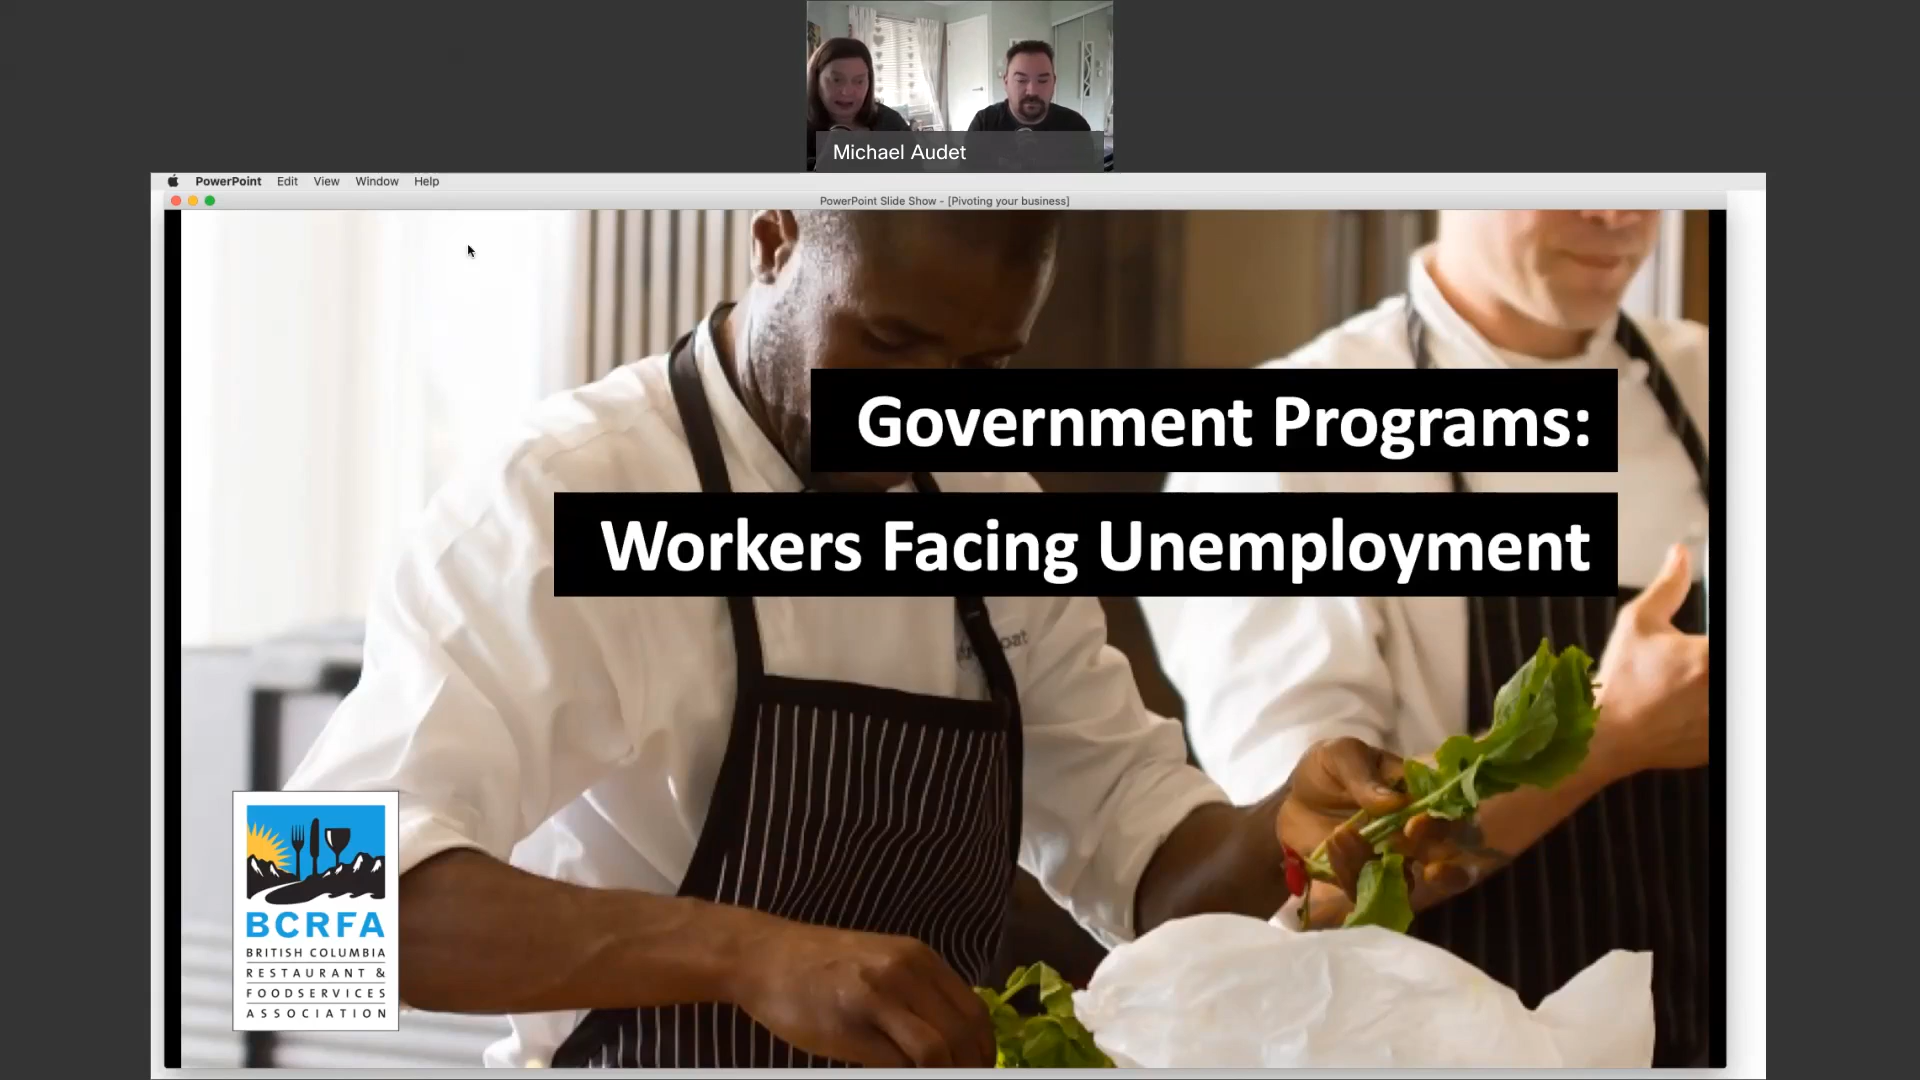 Michael Audet
PowerPoint Edit View Window Help
PowerPoint Slide Show - [Pivoting your business]
Government Programs:
Workers Facing Unemployment
BCRFA
BRITISH COLUMBIA
RESTAURANT &
FOODSERVICES
ASSOCIATION